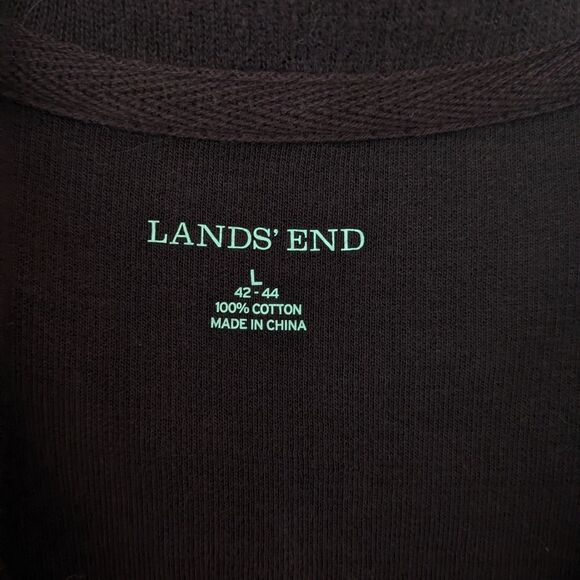 LANDS' END
L
42 - 44
100% COTTON
MADE IN CHINA